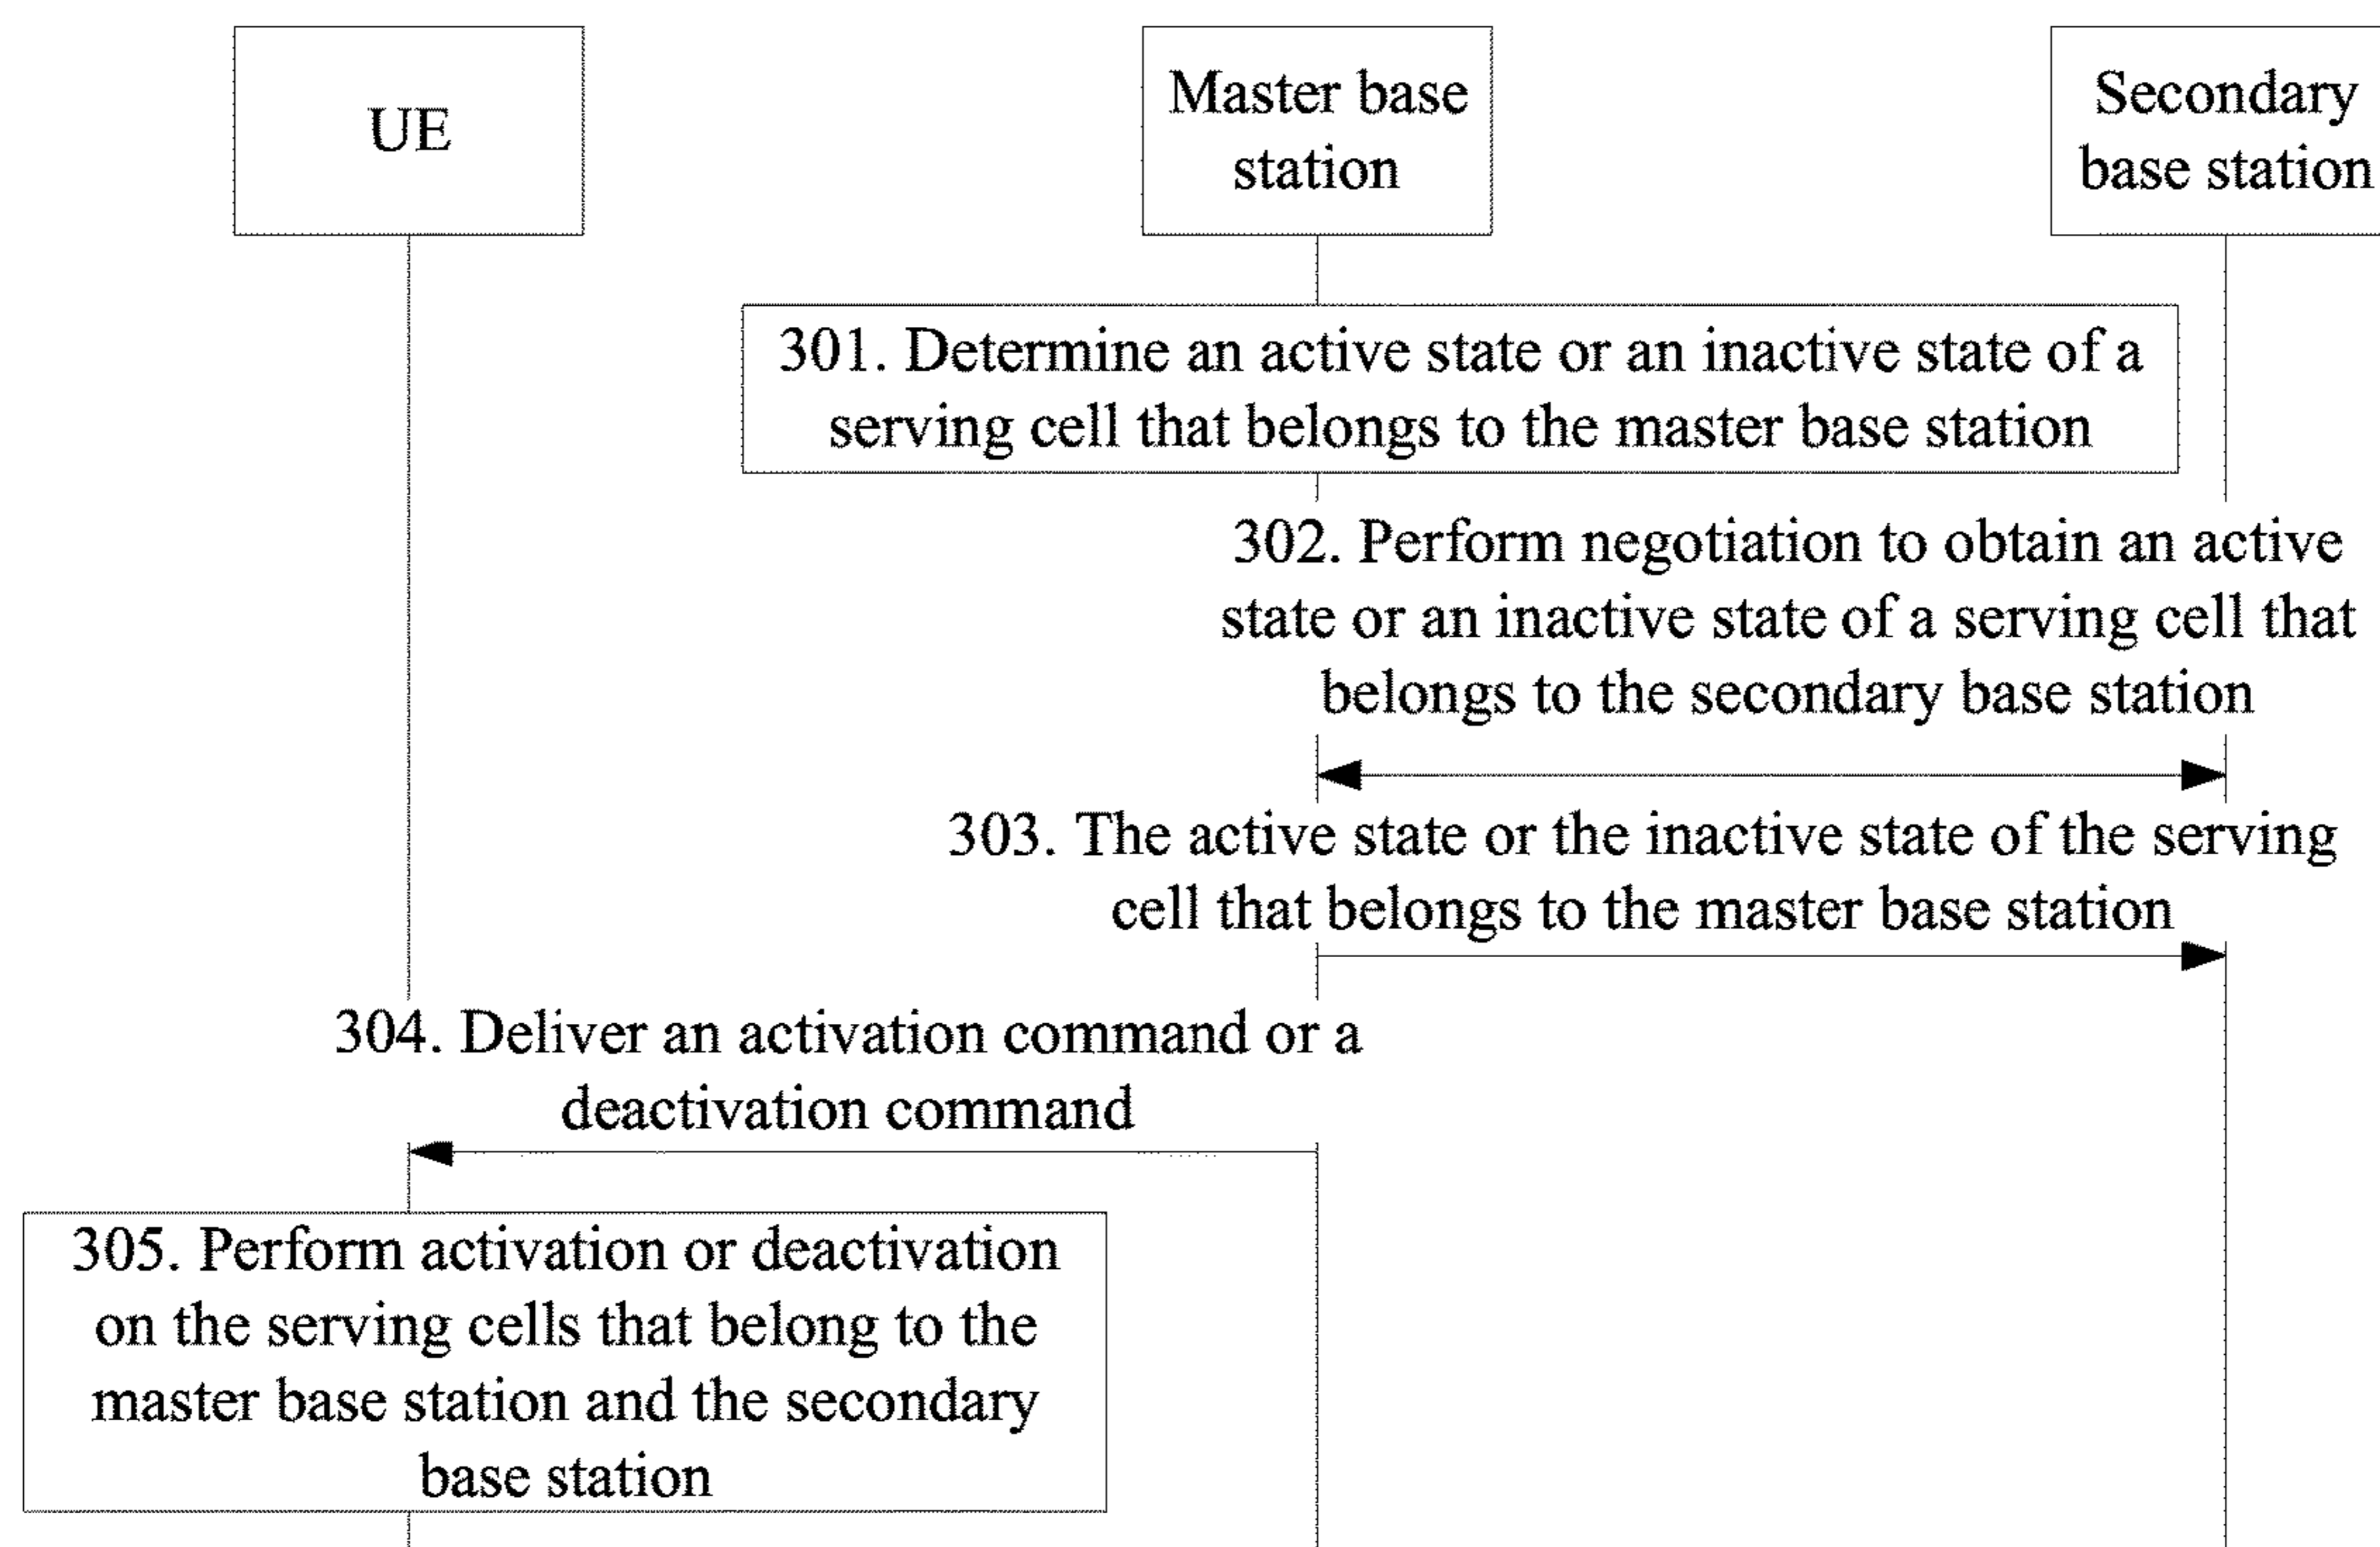 UE
Master base
station
Secondary
base station
301. Determine an active state or an inactive state of a
serving cell that belongs to the master base station
302. Perform negotiation to obtain an active
state or an inactive state of a serving cell that
belongs to the secondary base station
303. The active state or the inactive state of the serving
cell that belongs to the master base station
304. Deliver an activation command or a
deactivation command
305. Perform activation or deactivation
on the serving cells that belong to the
master base station and the secondary
base station